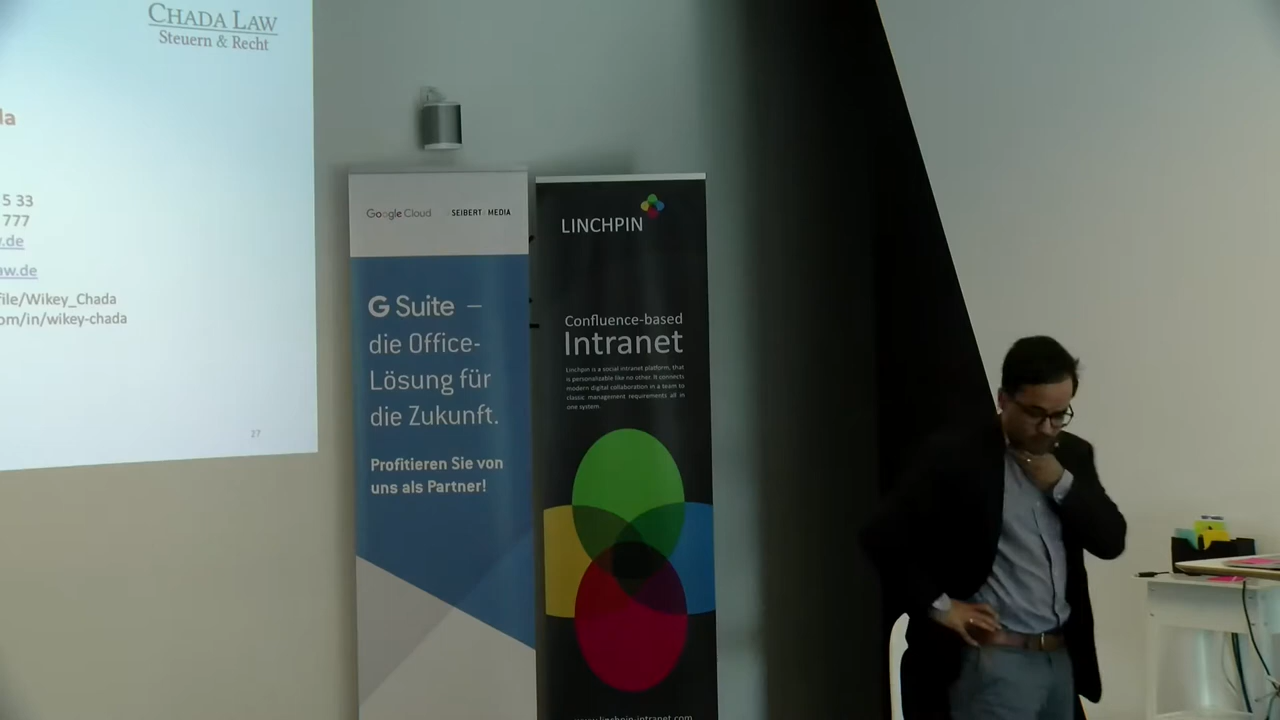 CHADA LAW
Steuern & Recht
da
5 33
777
w.de
aw.de
file/Wikey_Chada
om/in/wikey-chada
27
Google Cloud
SEIBERT MEDIA
G Suite –
die Office-
Lösung für
die Zukunft.
Profitieren Sie von
uns als Partner!
LINCHPIN
Confluence-based
Intranet
Linchpin is a social intranet platform, that
is personalizable like no other. It connects
modern digital collaboration in a team to
classic management requirements all in
one system.
www.linchpin-intranet.com